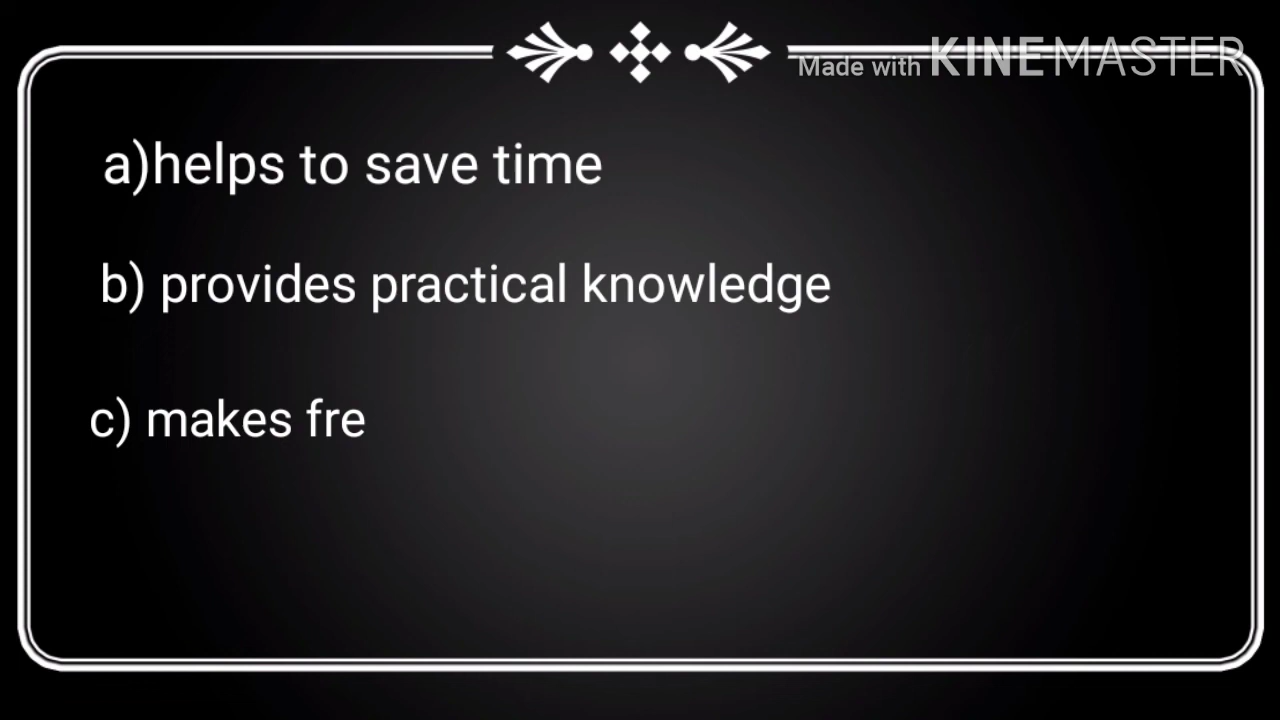 Made with KINEMASTER
a)helps to save time
b) provides practical knowledge
c) makes fre